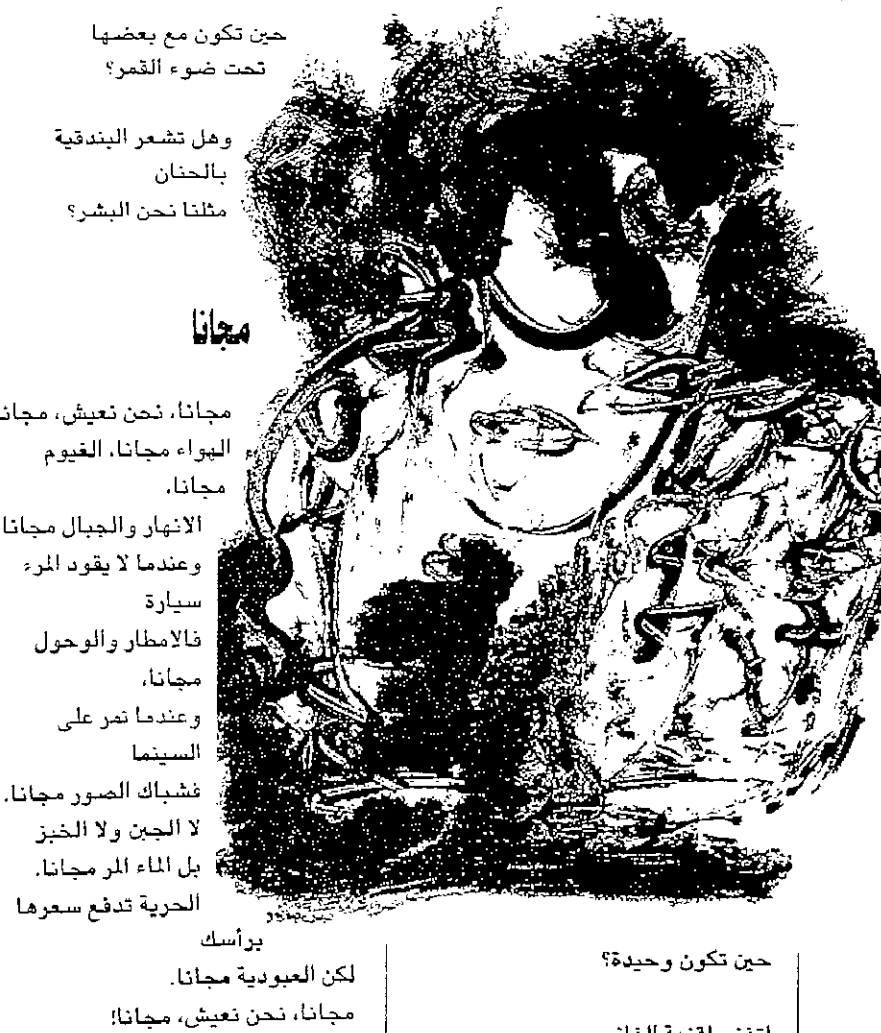 حين تكون مع بعضها
تحت ضوء القمر؟
وهل تشعر البندقية
بالحنان
مثلنا نحن البشر؟
مجانا
مجانا، نحن نعيش، مجانا
الهواء مجانا، الغيوم
مجانا،
الانهار والجبال مجانا
وعندما لا يقود المرء
سيارة
فالامطار والوحول
مجانا،
وعندما تمر على
السينما
فشباك الصور مجانا.
لا الجبن ولا الخبز
بل الماء المر مجانا.
الحرية تدفع سعرها
برأسك
لكن العبودية مجانا.
مجانا، نحن نعيش، مجانا!
حين تكون وحيدة؟